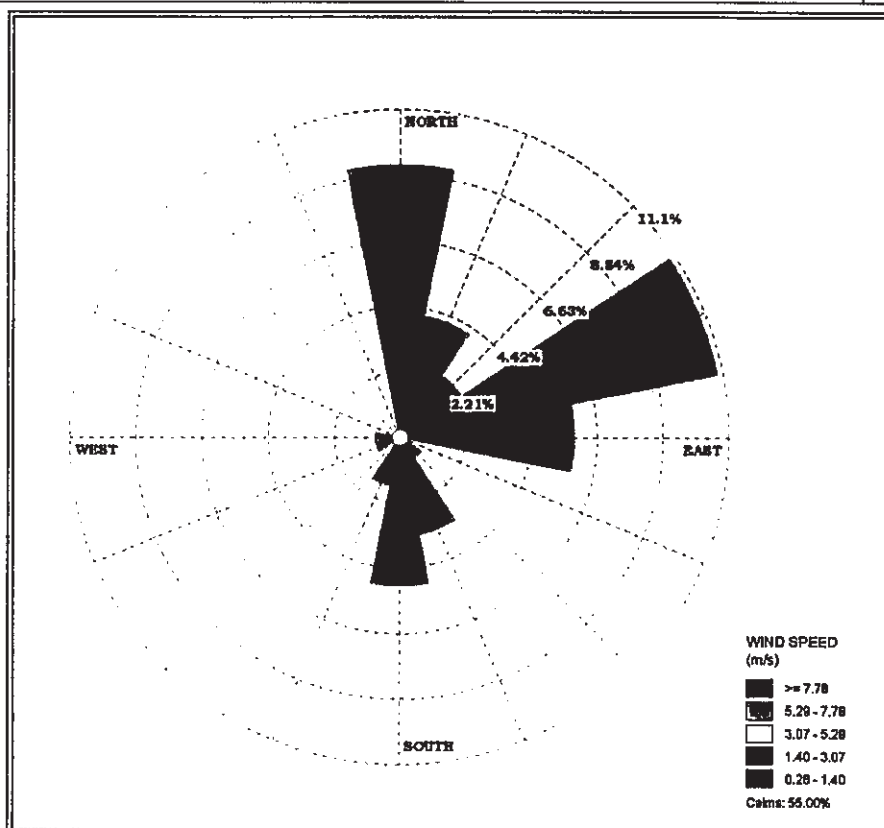 NORTH
11.1%
8.84%
6.63%
4.42%
2.21%
WEST
EAST
SOUTH
WIND SPEED
(m/s)
>= 7.78
5.29 - 7.78
3.07 - 5.29
1.40 - 3.07
0.28 - 1.40
Calms: 55.00%